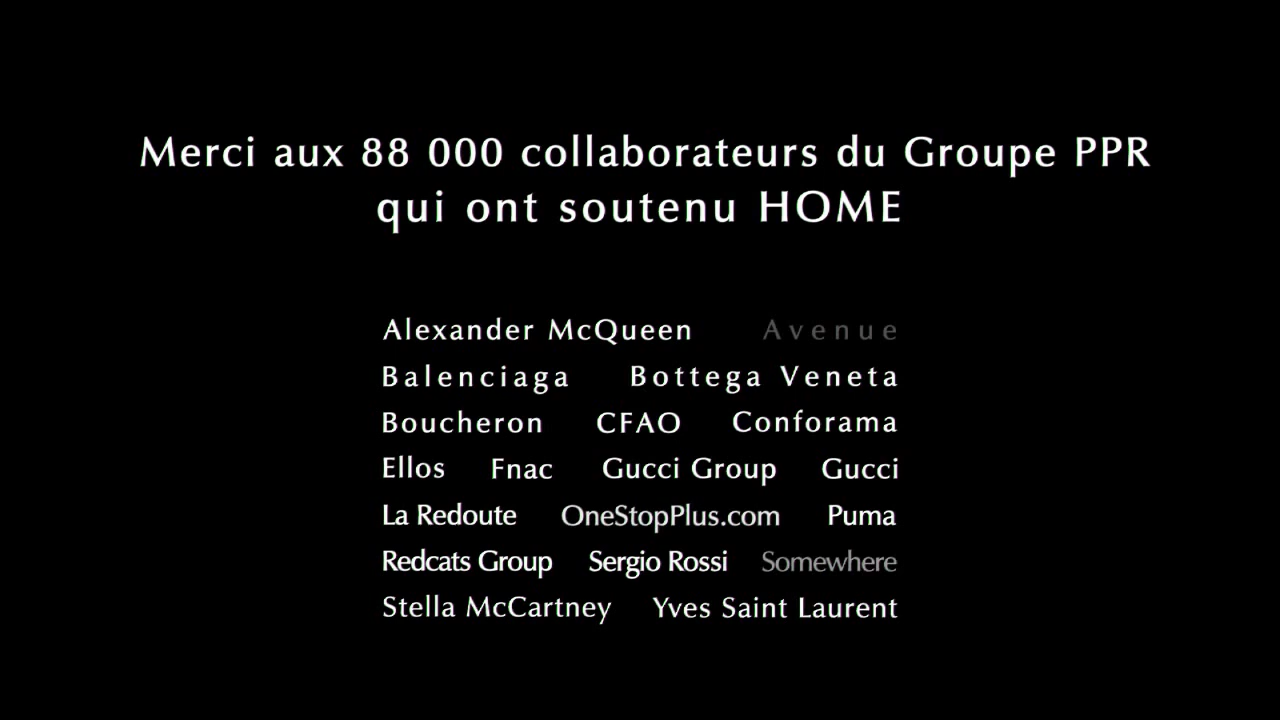 Merci aux 88 000 collaborateurs du Groupe PPR
qui ont soutenu HOME
Alexander McQueen Avenue
Balenciaga Bottega Veneta
Boucheron CFAO Conforama
Ellos Fnac Gucci Group Gucci
La Redoute OneStopPlus.com Puma
Redcats Group Sergio Rossi Somewhere
Stella McCartney Yves Saint Laurent